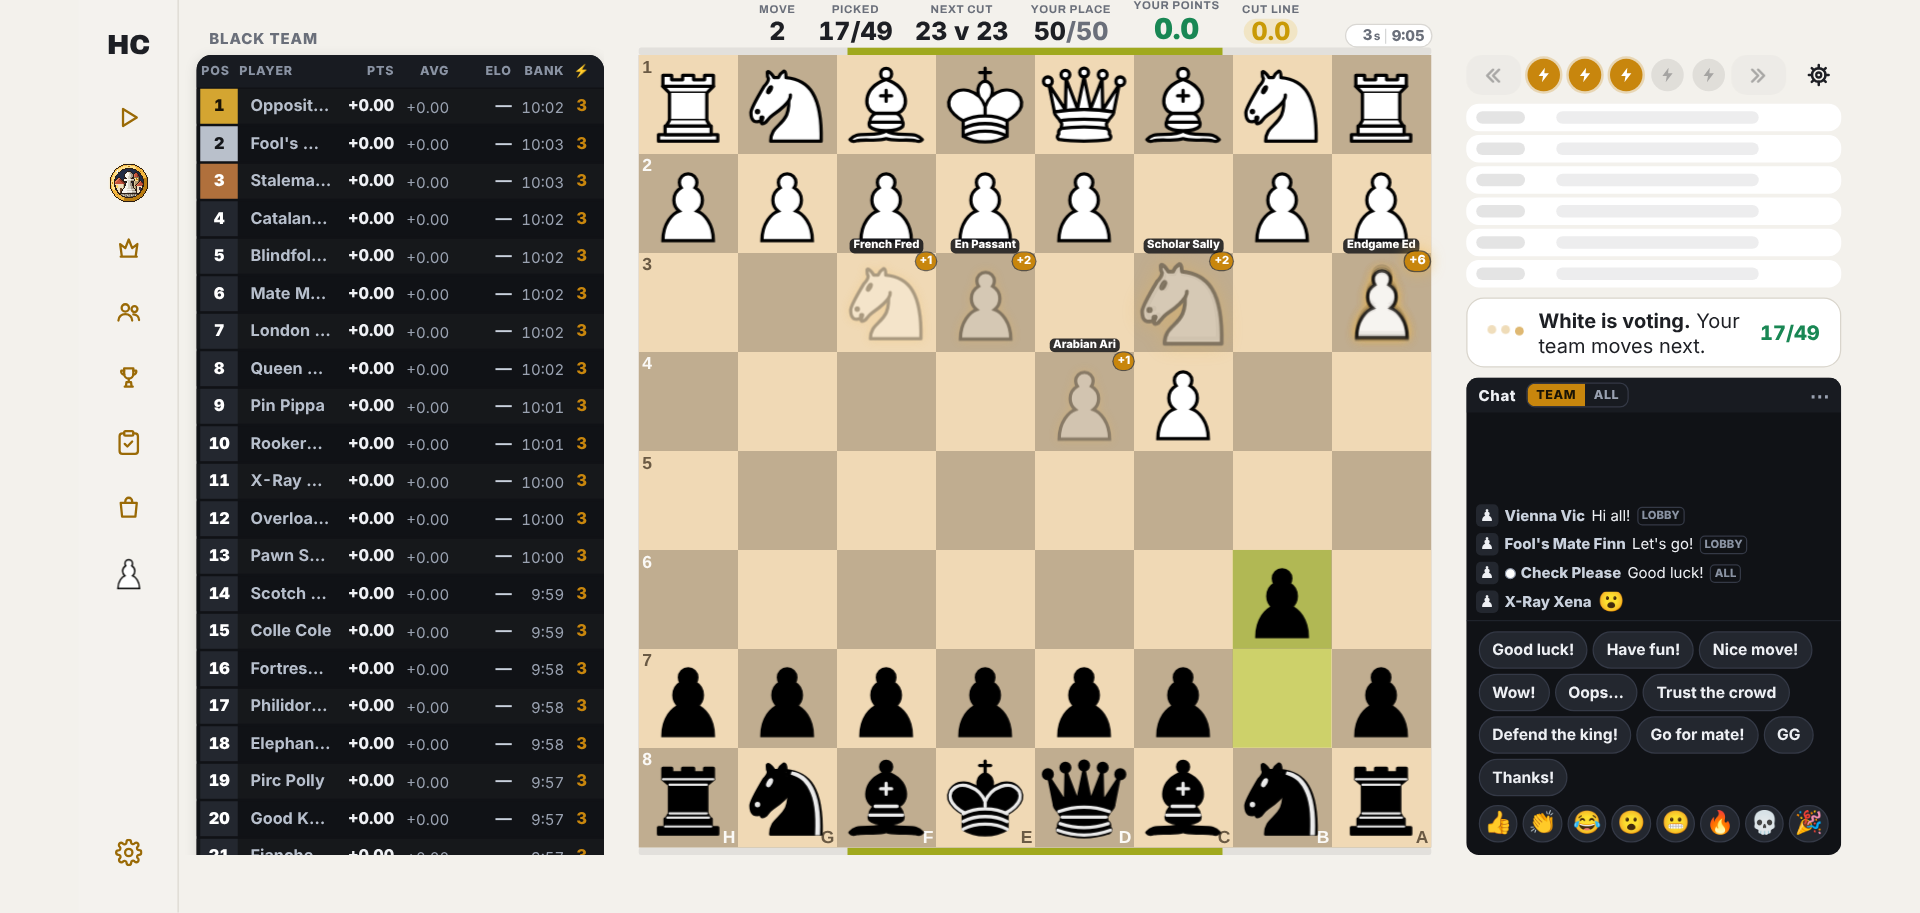 HC
BLACK TEAM
POS PLAYER PTS AVG ELO BANK ⚡
1 Opposit... +0.00 +0.00 — 10:02 3
2 Fool's ... +0.00 +0.00 — 10:03 3
3 Stalema... +0.00 +0.00 — 10:03 3
4 Catalan... +0.00 +0.00 — 10:02 3
5 Blindfol... +0.00 +0.00 — 10:02 3
6 Mate M... +0.00 +0.00 — 10:02 3
7 London ... +0.00 +0.00 — 10:02 3
8 Queen ... +0.00 +0.00 — 10:02 3
9 Pin Pippa +0.00 +0.00 — 10:01 3
10 Rooker... +0.00 +0.00 — 10:01 3
11 X-Ray ... +0.00 +0.00 — 10:00 3
12 Overloa... +0.00 +0.00 — 10:00 3
13 Pawn S... +0.00 +0.00 — 10:00 3
14 Scotch ... +0.00 +0.00 — 9:59 3
15 Colle Cole +0.00 +0.00 — 9:59 3
16 Fortres... +0.00 +0.00 — 9:58 3
17 Philidor... +0.00 +0.00 — 9:58 3
18 Elephan... +0.00 +0.00 — 9:58 3
19 Pirc Polly +0.00 +0.00 — 9:57 3
20 Good K... +0.00 +0.00 — 9:57 3
MOVE PICKED NEXT CUT YOUR PLACE YOUR POINTS CUT LINE
2 17/49 23 v 23 50/50 0.0 0.0
3s 9:05
1
2
French Fred En Passant Scholar Sally Endgame Ed
3 +1 +2 +2 +6
Arabian Ari
4 +1
5
6
7
8
H G F E D C B A
White is voting. Your
team moves next.
17/49
Chat TEAM ALL ...
Vienna Vic Hi all! LOBBY
Fool's Mate Finn Let's go! LOBBY
Check Please Good luck! ALL
X-Ray Xena 😮
Good luck! Have fun! Nice move!
Wow! Oops... Trust the crowd
Defend the king! Go for mate! GG
Thanks!